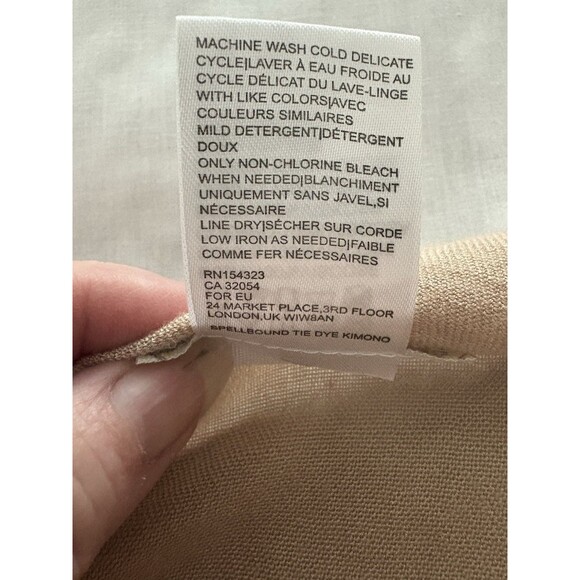 MACHINE WASH COLD DELICATE
CYCLE|LAVER À EAU FROIDE AU
CYCLE DÉLICAT DU LAVE-LINGE
WITH LIKE COLORS|AVEC
COULEURS SIMILAIRES
MILD DETERGENT|DÉTERGENT
DOUX
ONLY NON-CHLORINE BLEACH
WHEN NEEDED|BLANCHIMENT
UNIQUEMENT SANS JAVEL,SI
NÉCESSAIRE
LINE DRY|SÉCHER SUR CORDE
LOW IRON AS NEEDED|FAIBLE
COMME FER NÉCESSAIRES
RN154323
CA 32054
FOR EU
24 MARKET PLACE,3RD FLOOR
LONDON,UK WIW8AN
SPELLBOUND TIE DYE KIMONO